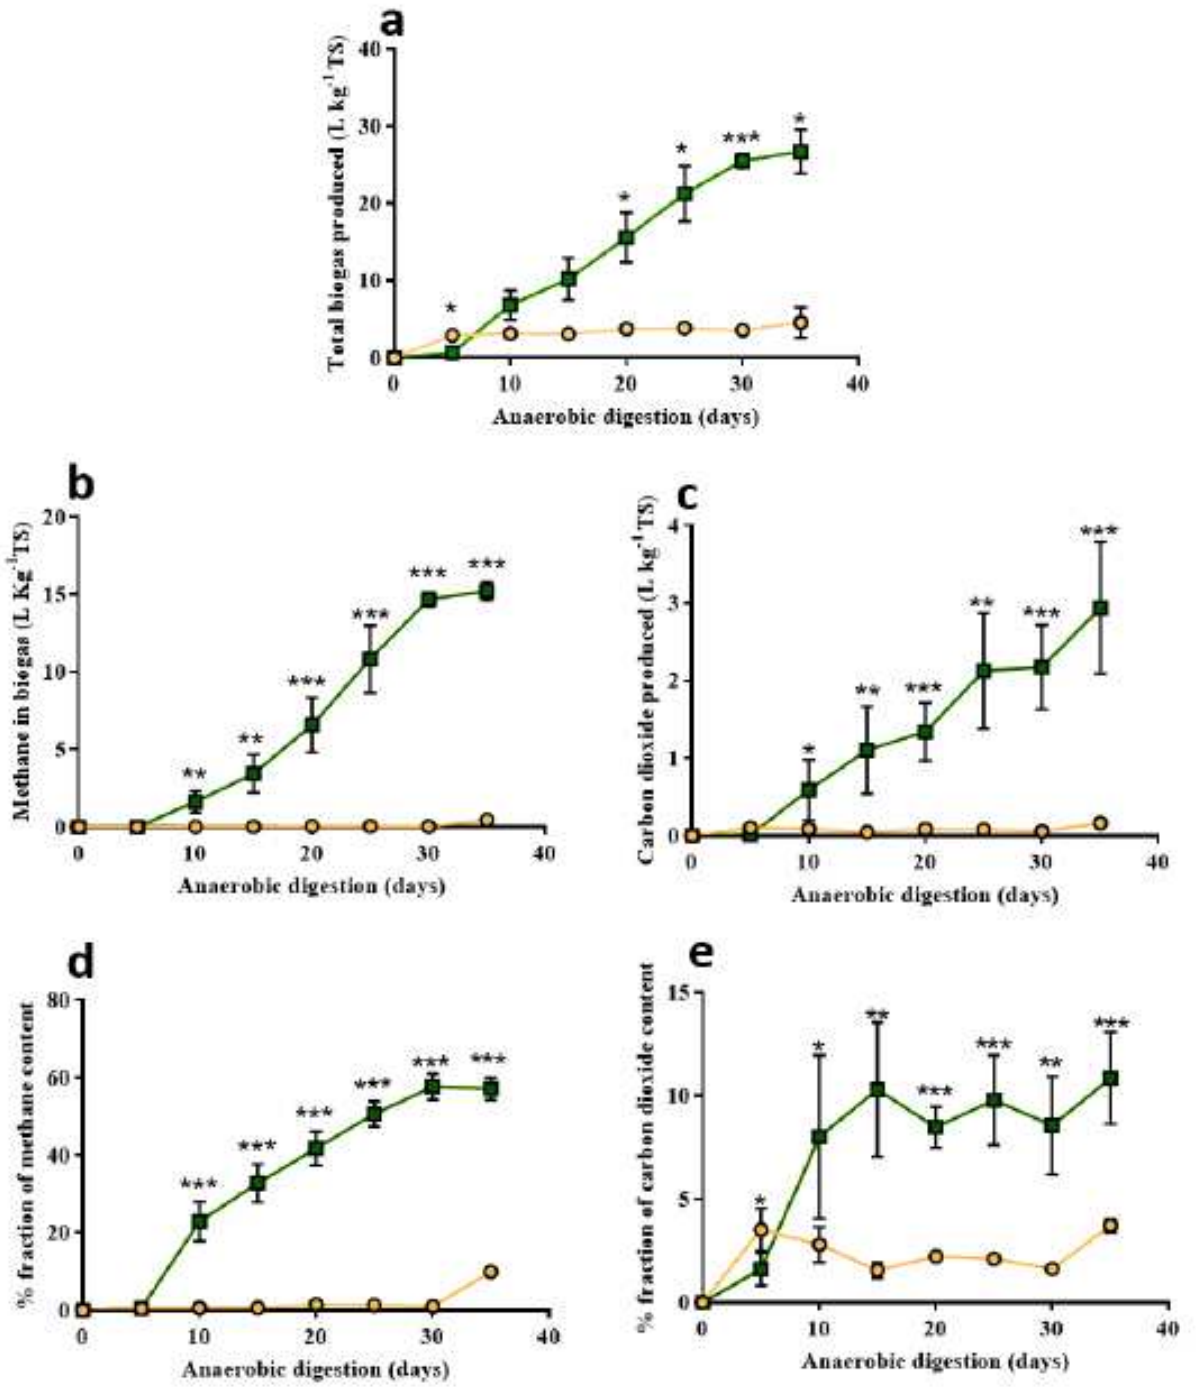 a
Total biogas produced (L kg-1 TS)
40
30
20
10
0
*
*
*
***
*
0 10 20 30 40
Anaerobic digestion (days)
b
Methane in biogas (L Kg-1TS)
20
15
10
5
0
**
**
***
***
***
***
0 10 20 30 40
Anaerobic digestion (days)
c
Carbon dioxide produced (L kg-1 TS)
4
3
2
1
0
*
**
***
**
***
***
0 10 20 30 40
Anaerobic digestion (days)
d
% fraction of methane content
80
60
40
20
0
***
***
***
***
***
***
0 10 20 30 40
Anaerobic digestion (days)
e
% fraction of carbon dioxide content
15
10
5
0
*
*
**
***
***
**
***
0 10 20 30 40
Anaerobic digestion (days)